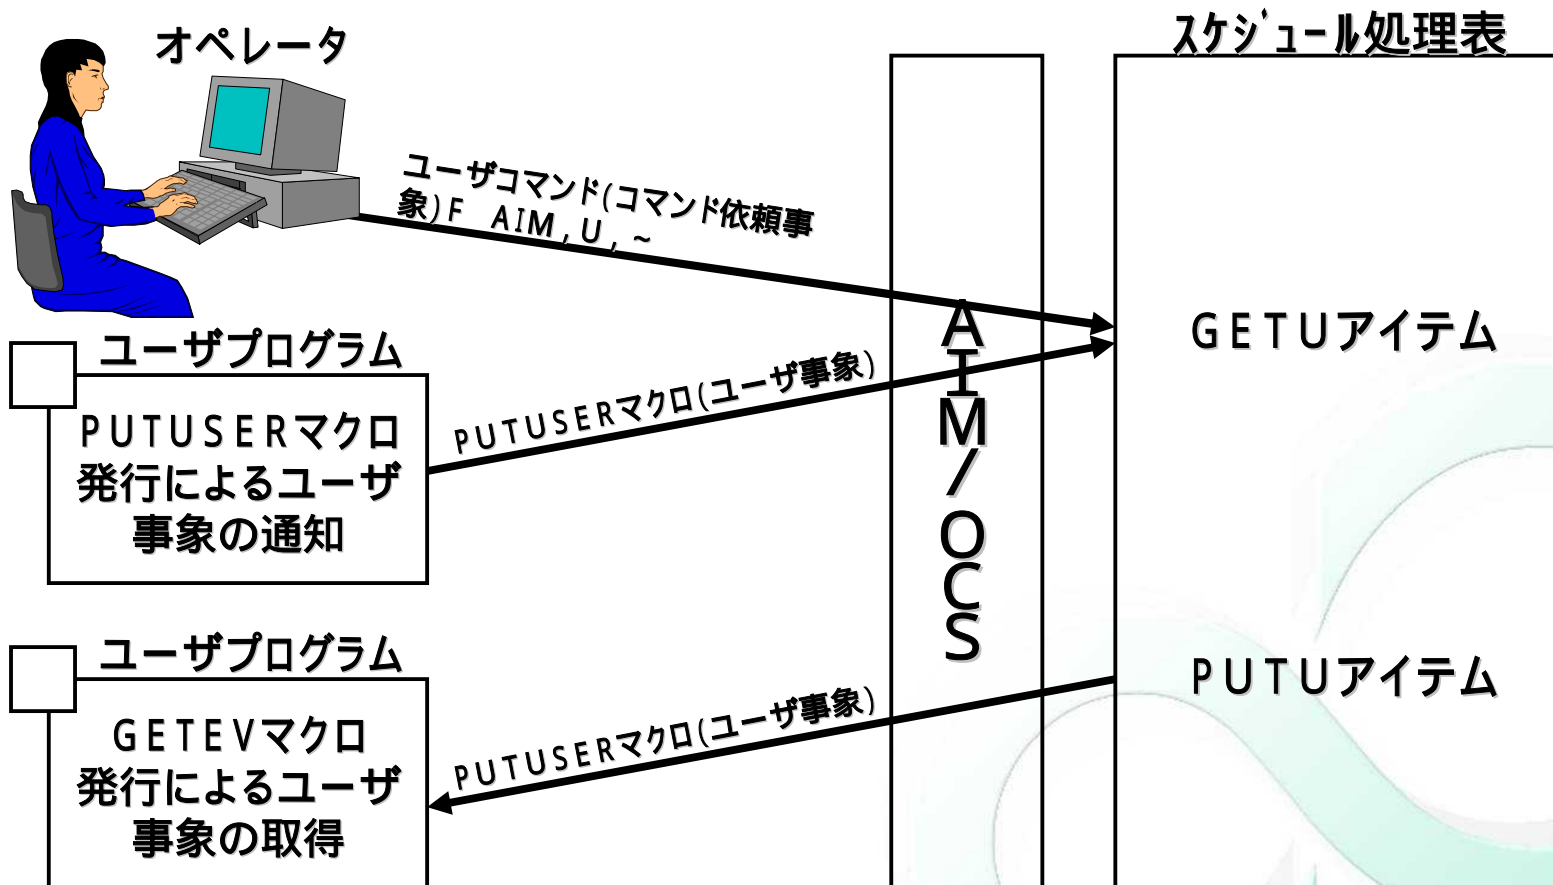 オペレータ
ｽｹｼﾞｭｰﾙ処理表
ユーザコマンド(コマンド依頼事
象)Ｆ　ＡＩＭ,Ｕ,～
ＧＥＴＵアイテム
ユーザプログラム
ＰＵＴＵＳＥＲマクロ(ユーザ事象)
ＰＵＴＵＳＥＲマクロ
発行によるユーザ
事象の通知
ＡＩＭ/ＯＣＳ
ユーザプログラム
ＰＵＴＵアイテム
ＰＵＴＵＳＥＲマクロ(ユーザ事象)
ＧＥＴＥＶマクロ
発行によるユーザ
事象の取得